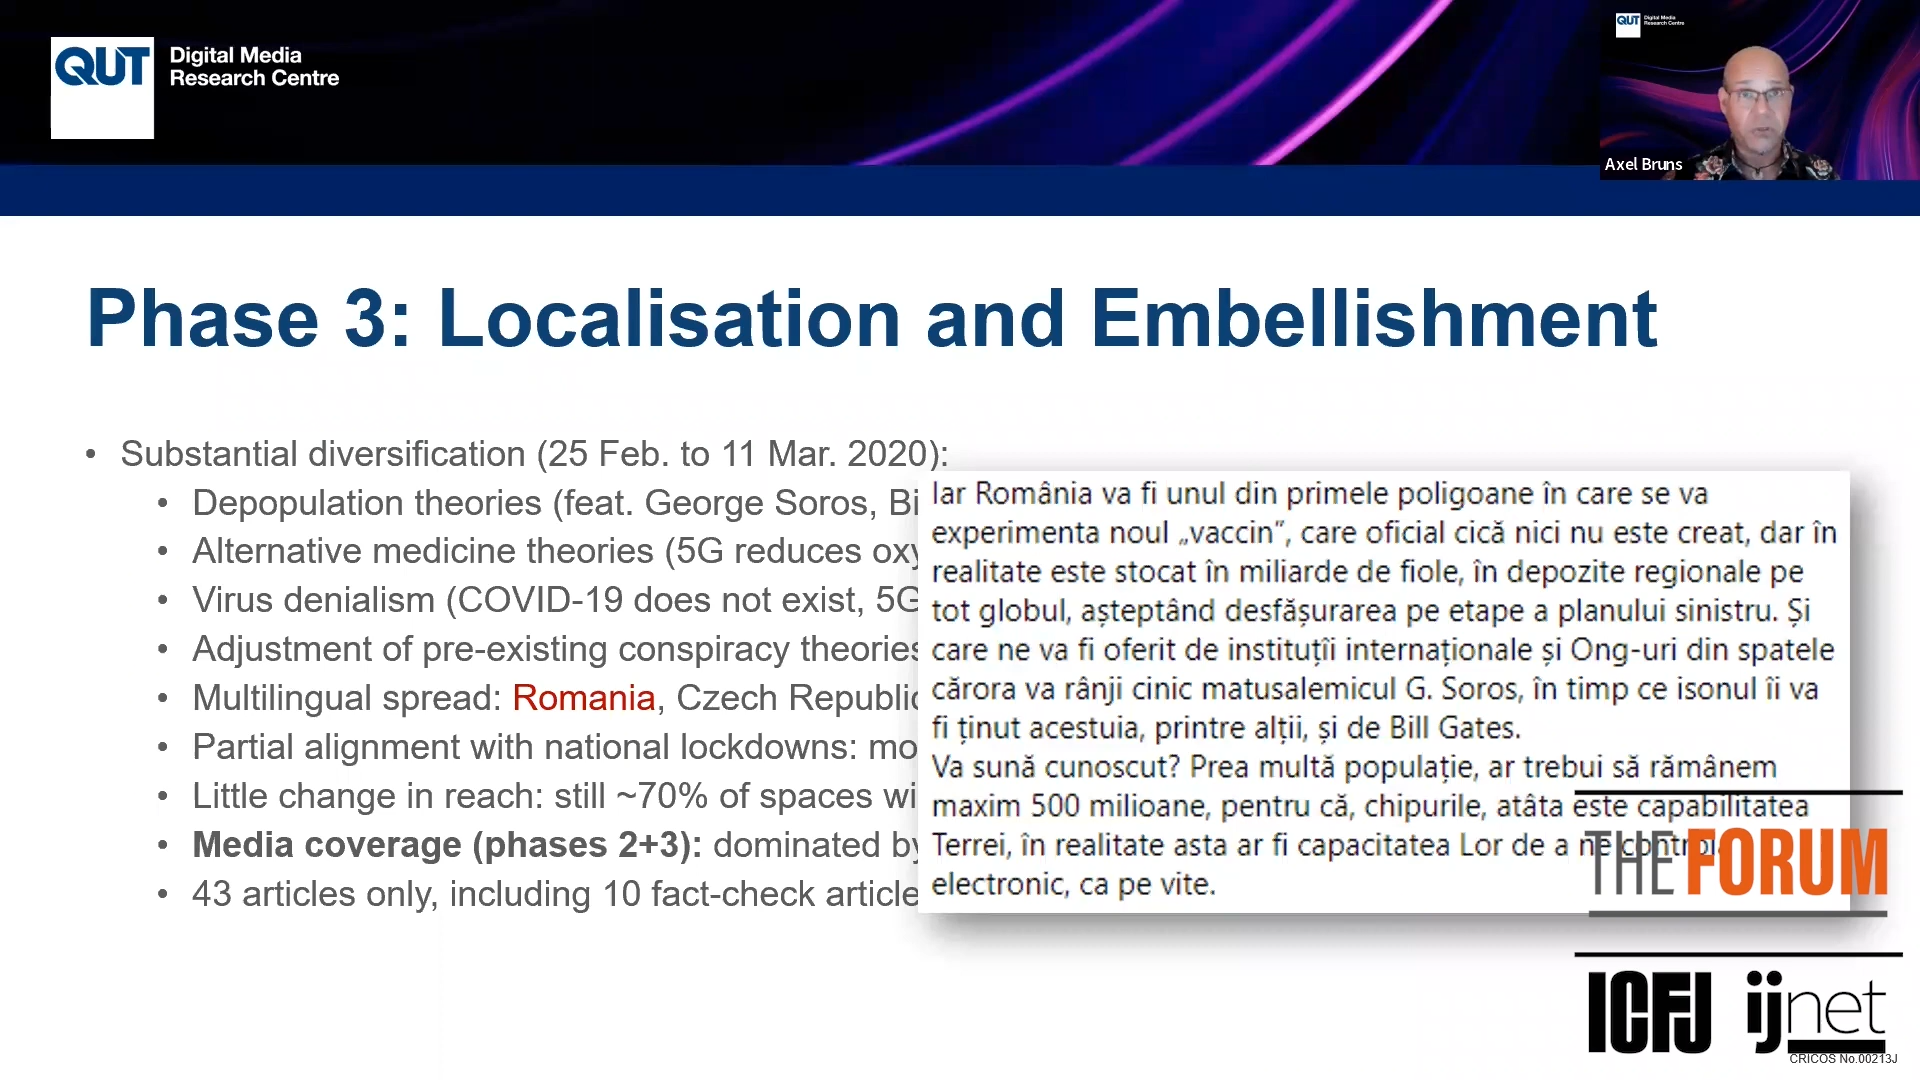 QUT
Digital Media
Research Centre
QUT
Digital Media
Research Centre
Axel Bruns
Phase 3: Localisation and Embellishment
• Substantial diversification (25 Feb. to 11 Mar. 2020):
• Depopulation theories (feat. George Soros, Bi
• Alternative medicine theories (5G reduces oxy
• Virus denialism (COVID-19 does not exist, 5G
• Adjustment of pre-existing conspiracy theories
• Multilingual spread: Romania, Czech Republic
• Partial alignment with national lockdowns: mo
• Little change in reach: still ~70% of spaces wi
• Media coverage (phases 2+3): dominated by
• 43 articles only, including 10 fact-check article
Iar România va fi unul din primele poligoane în care se va
experimenta noul „vaccin”, care oficial cică nici nu este creat, dar în
realitate este stocat în miliarde de fiole, în depozite regionale pe
tot globul, așteptând desfășurarea pe etape a planului sinistru. Și
care ne va fi oferit de instituțîi internaționale și Ong-uri din spatele
cărora va rânji cinic matusalemicul G. Soros, în timp ce isonul îi va
fi ținut acestuia, printre alții, și de Bill Gates.
Va sună cunoscut? Prea multă populație, ar trebui să rămânem
maxim 500 milioane, pentru că, chipurile, atâta este capabilitatea
Terrei, în realitate asta ar fi capacitatea Lor de a ne
electronic, ca pe vite.
THE FORUM
ICFJ ijnet
CRICOS No.00213J